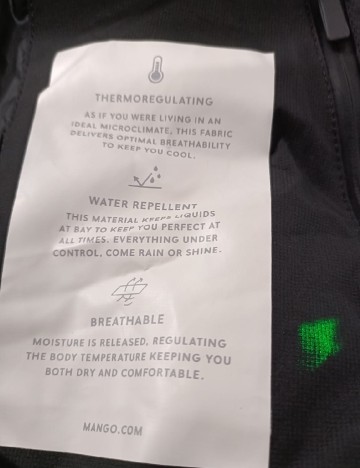 THERMOREGULATING
AS IF YOU WERE LIVING IN AN
IDEAL MICROCLIMATE, THIS FABRIC
DELIVERS OPTIMAL BREATHABILITY
TO KEEP YOU COOL.
WATER REPELLENT
THIS MATERIAL KEEPS LIQUIDS
AT BAY TO KEEP YOU PERFECT AT
ALL TIMES. EVERYTHING UNDER
CONTROL, COME RAIN OR SHINE.
BREATHABLE
MOISTURE IS RELEASED, REGULATING
THE BODY TEMPERATURE KEEPING YOU
BOTH DRY AND COMFORTABLE.
MANGO.COM